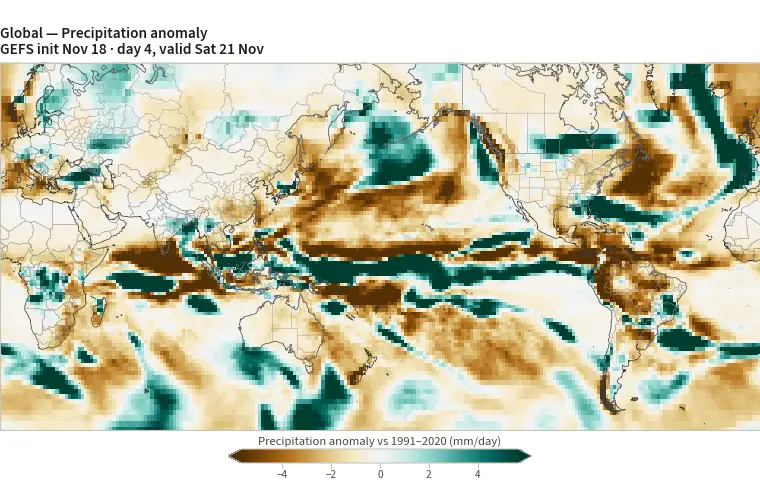 Global — Precipitation anomaly
GEFS init Nov 18 · day 4, valid Sat 21 Nov
Precipitation anomaly vs 1991–2020 (mm/day)
−4 −2 0 2 4